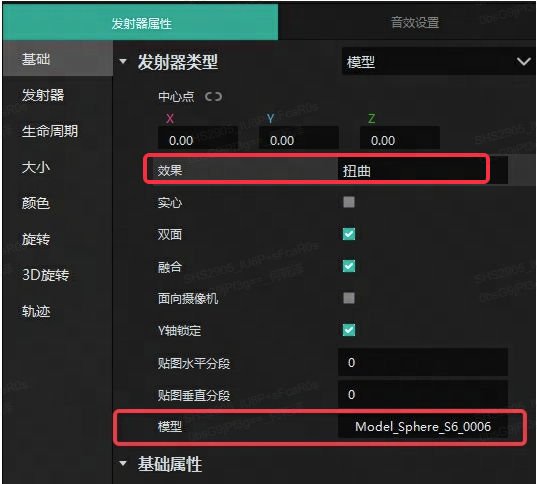 发射器属性 音效设置
基础
发射器
生命周期
大小
颜色
旋转
3D旋转
轨迹
发射器类型 模型
中心点
X Y Z
0.00 0.00 0.00
效果 扭曲
实心
双面
融合
面向摄像机
Y轴锁定
贴图水平分段 0
贴图垂直分段 0
模型 Model_Sphere_S6_0006
基础属性